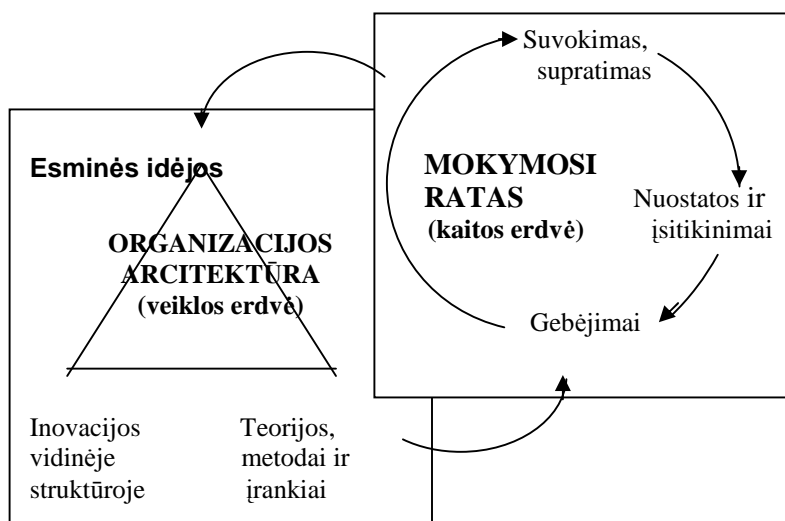 Suvokimas,
supratimas
Esminės idėjos
MOKYMOSI
RATAS
(kaitos erdvė)
Nuostatos ir
įsitikinimai
ORGANIZACIJOS
ARCITEKTŪRA
(veiklos erdvė)
Gebėjimai
Inovacijos
vidinėje
struktūroje
Teorijos,
metodai ir
įrankiai